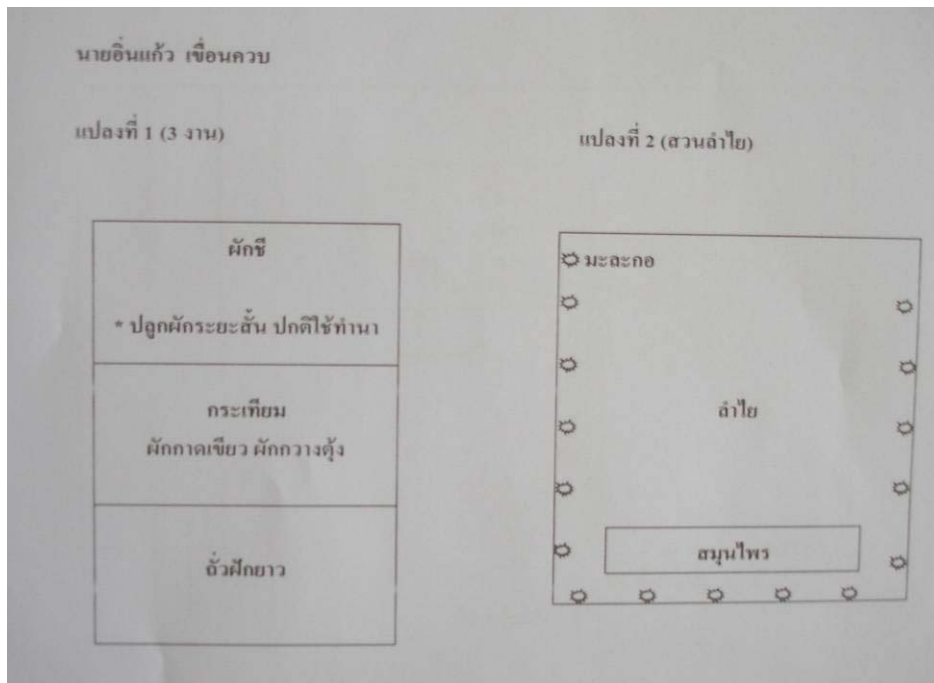 นายอิ่นแก้ว เขื่อนควบ
แปลงที่ 1 (3 งาน)
ผักชี
* ปลูกผักระยะสั้น ปกติใช้ทำนา
กระเทียม
ผักกาดเขียว ผักกวางตุ้ง
ถั่วฝักยาว
แปลงที่ 2 (สวนลำไย)
มะละกอ
ลำไย
สมุนไพร